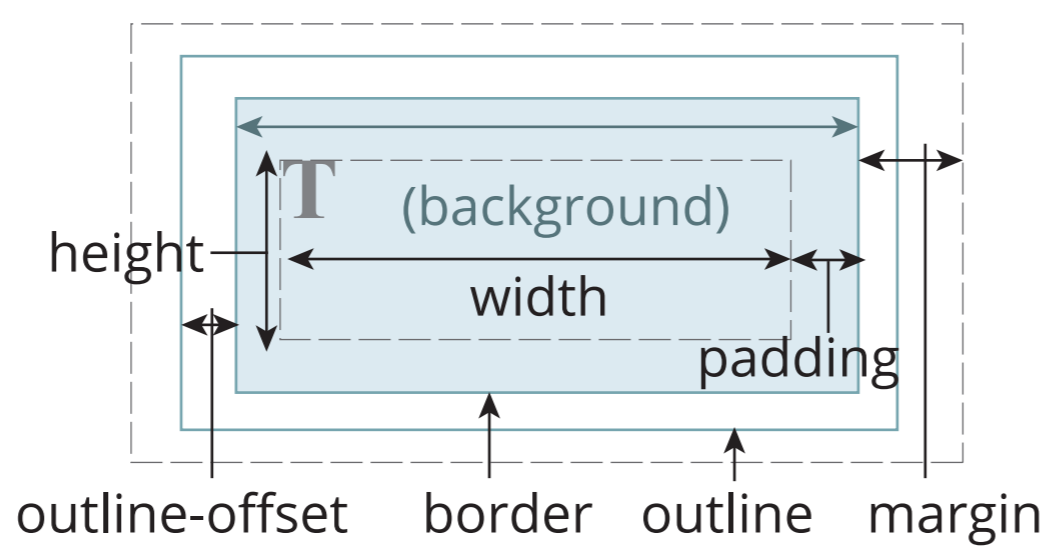 T
(background)
height
width
padding
outline-offset border outline margin